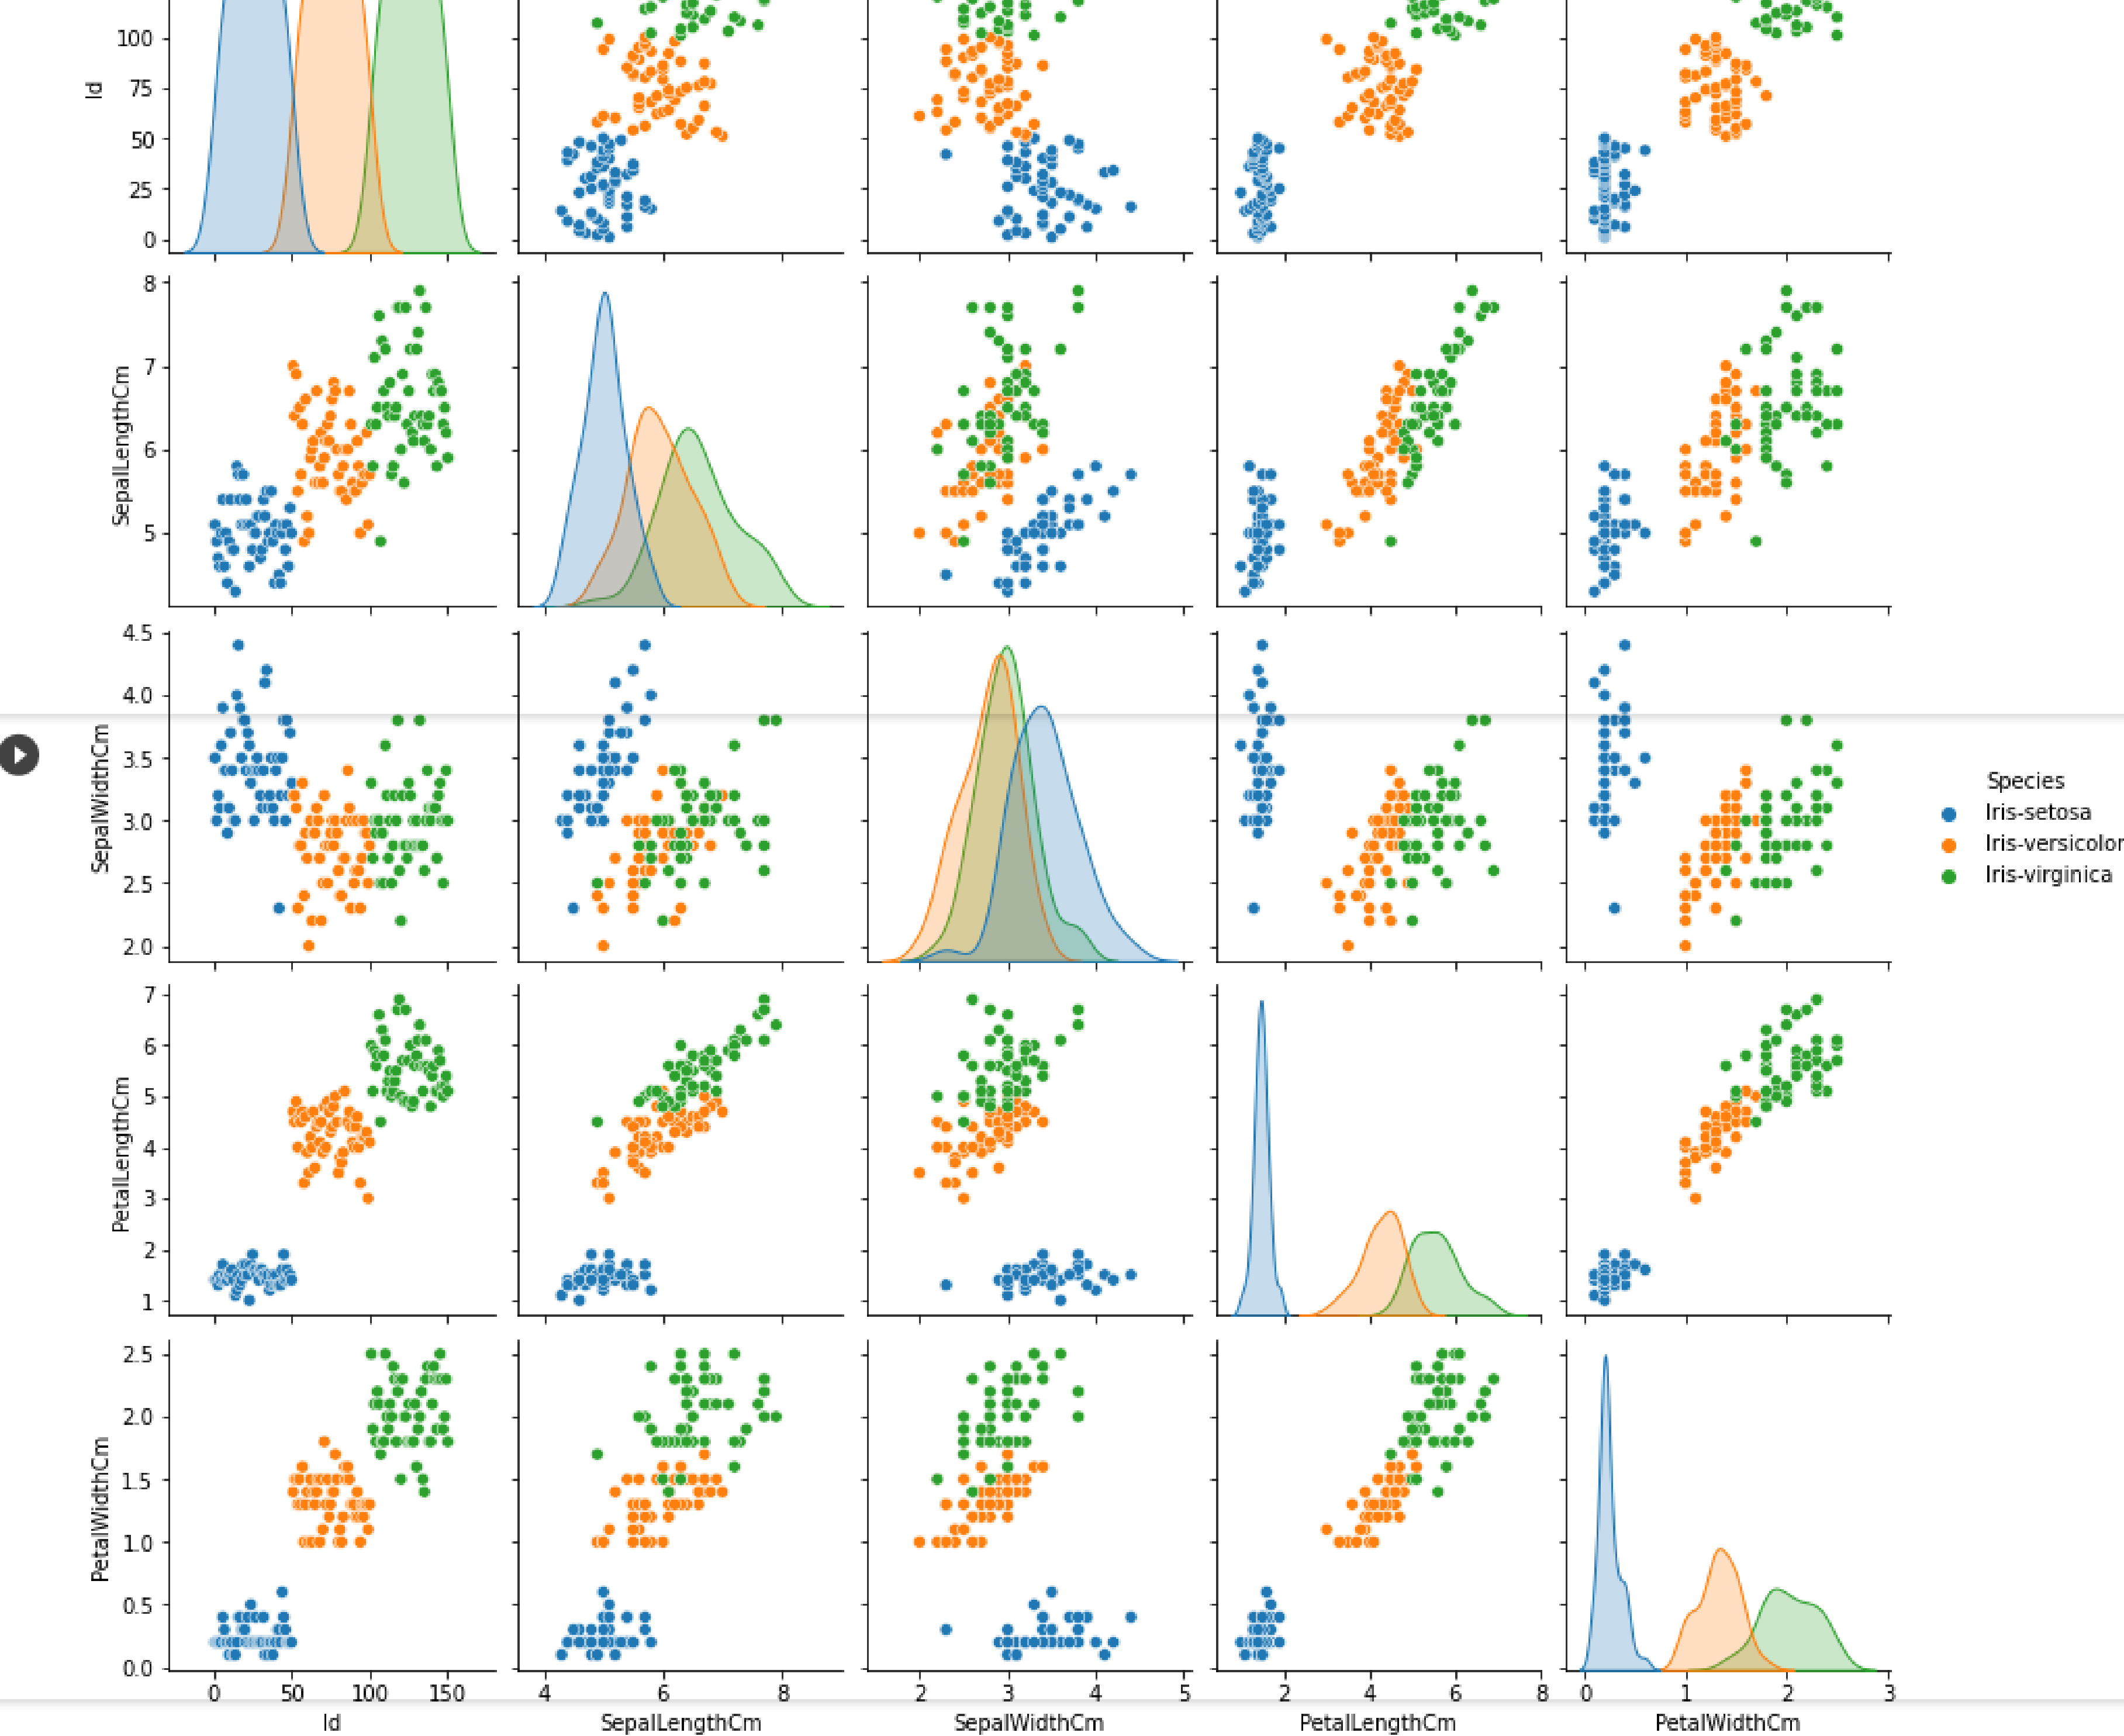 100
75
50
25
0
Id
8
7
6
5
SepalLengthCm
4.5
4.0
3.5
3.0
2.5
2.0
SepalWidthCm
Species
Iris-setosa
Iris-versicolor
Iris-virginica
7
6
5
4
3
2
1
PetalLengthCm
2.5
2.0
1.5
1.0
0.5
0.0
PetalWidthCm
0 50 100 150 4 6 8 2 3 4 5 2 4 6 8 0 1 2 3
Id SepalLengthCm SepalWidthCm PetalLengthCm PetalWidthCm